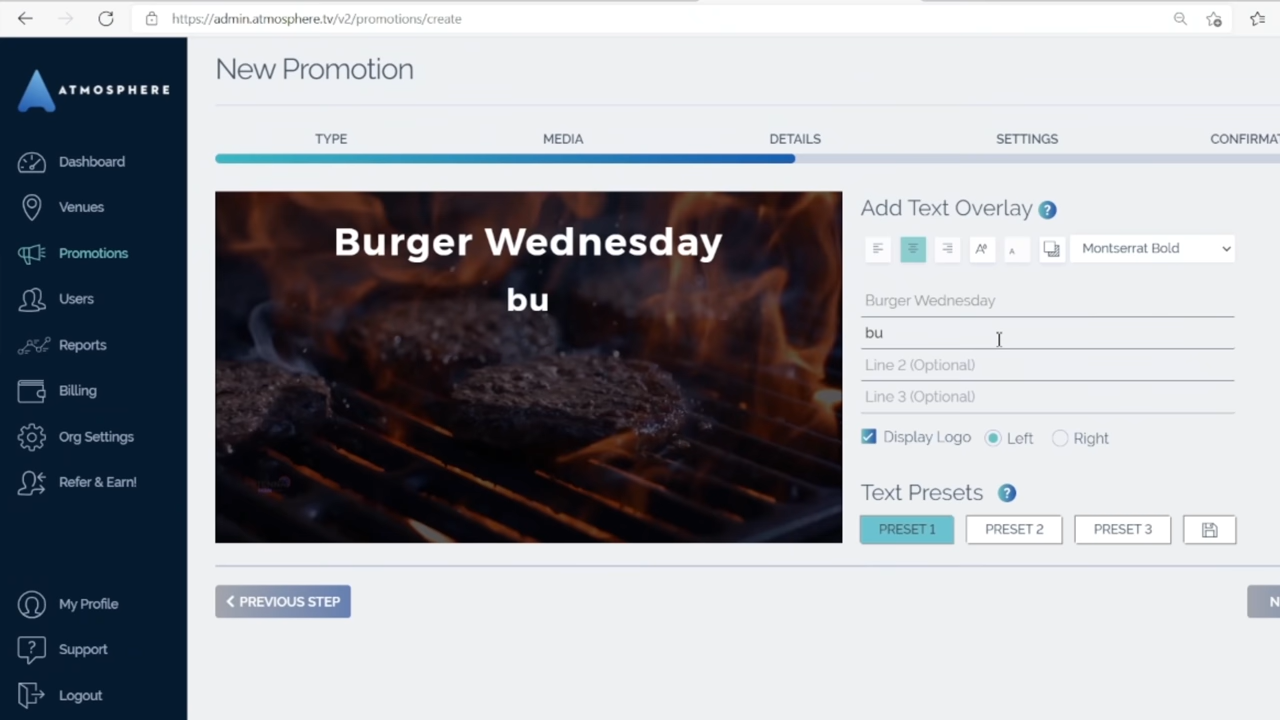 https://admin.atmosphere.tv/v2/promotions/create
ATMOSPHERE
Dashboard
Venues
Promotions
Users
Reports
Billing
Org Settings
Refer & Earn!
My Profile
Support
Logout
New Promotion
TYPE
MEDIA
DETAILS
SETTINGS
CONFIRMAT
Burger Wednesday
bu
Add Text Overlay ?
Montserrat Bold
Burger Wednesday
bu
Line 2 (Optional)
Line 3 (Optional)
Display Logo
Left
Right
Text Presets ?
PRESET 1
PRESET 2
PRESET 3
PREVIOUS STEP
N